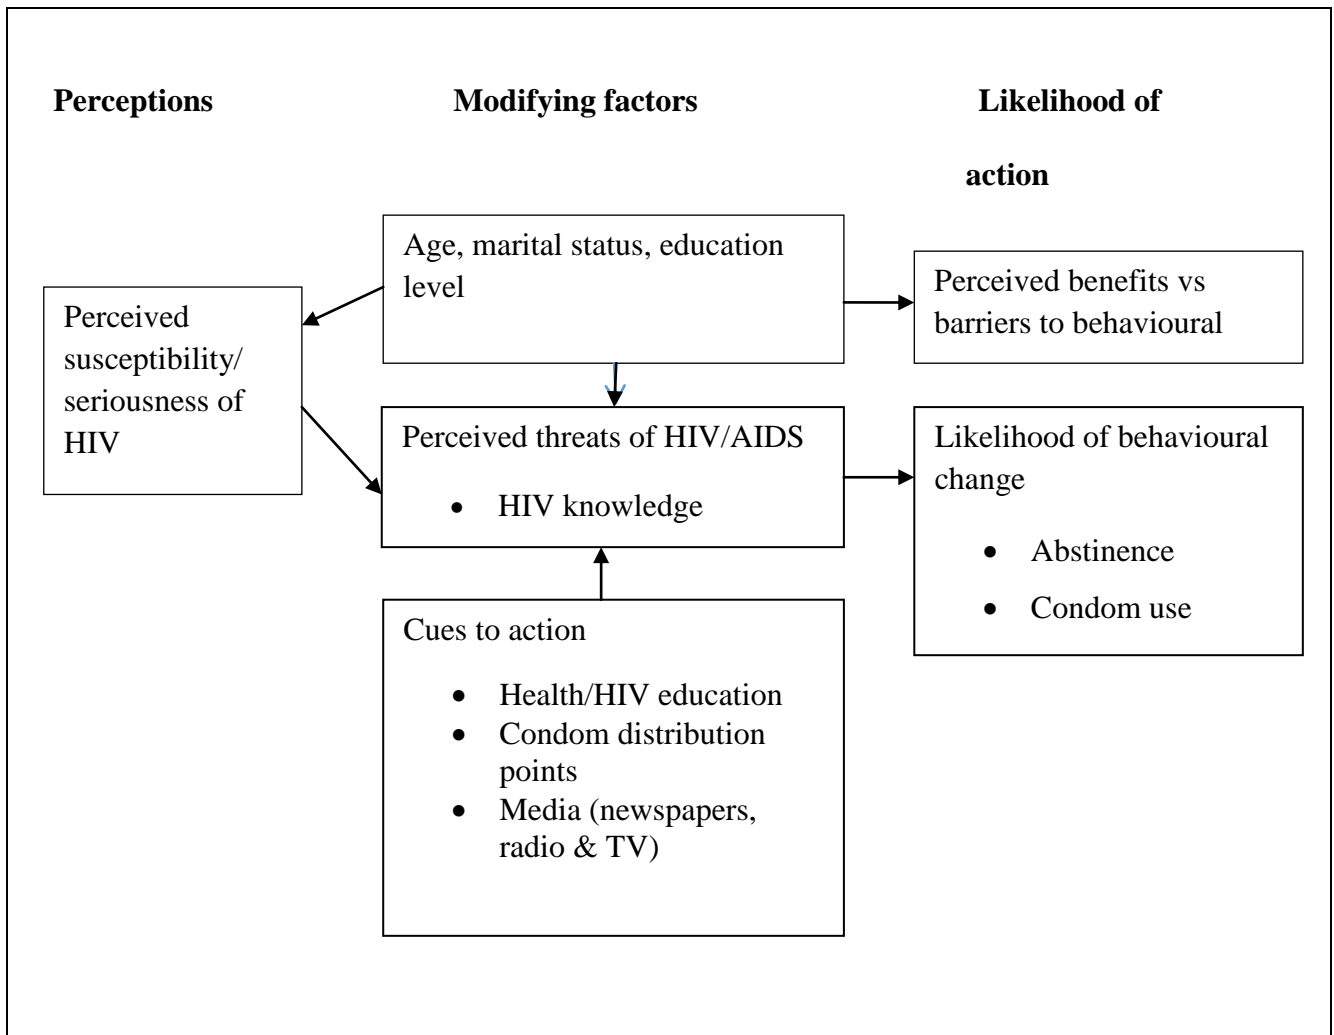 Perceptions
Modifying factors
Likelihood of
action
Age, marital status, education
level
Perceived benefits vs
barriers to behavioural
Perceived
susceptibility/
seriousness of
HIV
Perceived threats of HIV/AIDS
• HIV knowledge
Likelihood of behavioural
change
• Abstinence
• Condom use
Cues to action
• Health/HIV education
• Condom distribution
points
• Media (newspapers,
radio & TV)